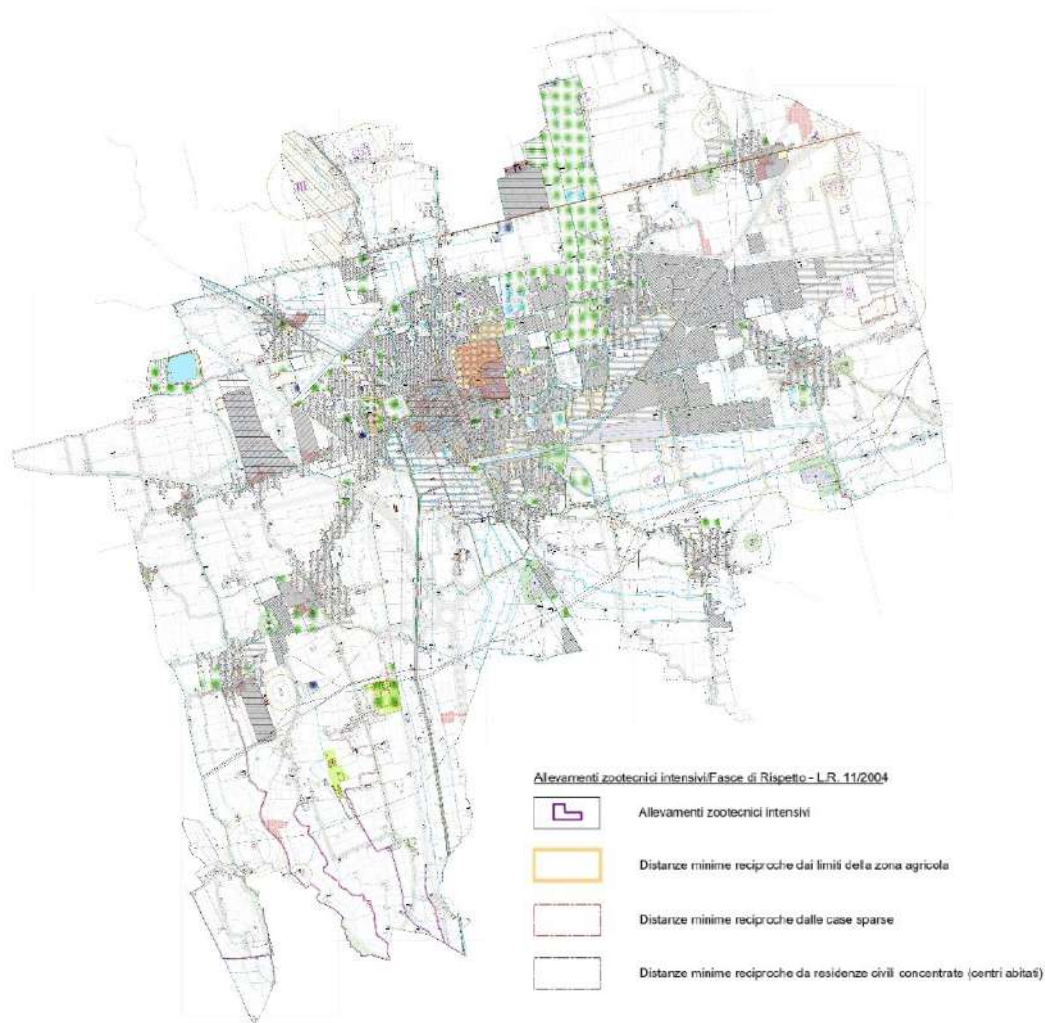 Allevamenti zootecnici intensivi/Fasce di Rispetto - L.R. 11/2004
Allevamenti zootecnici intensivi
Distanze minime reciproche dai limiti della zona agricola
Distanze minime reciproche dalle case sparse
Distanze minime reciproche da residenze civili concentrate (centri abitati)